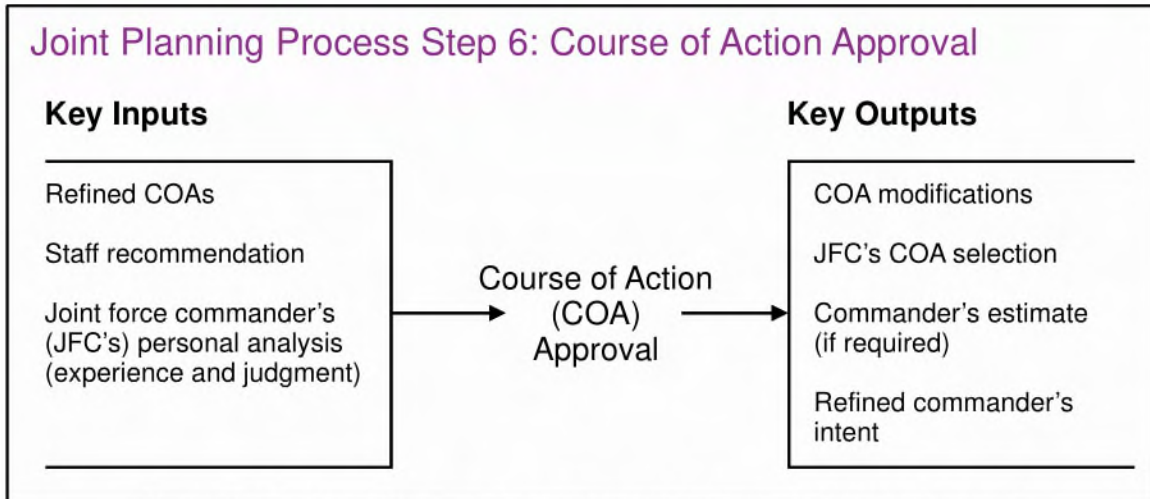 Joint Planning Process Step 6: Course of Action Approval
Key Inputs
Refined COAs
Staff recommendation
Joint force commander's
(JFC's) personal analysis
(experience and judgment)
Course of Action
(COA)
Approval
Key Outputs
COA modifications
JFC's COA selection
Commander's estimate
(if required)
Refined commander's
intent